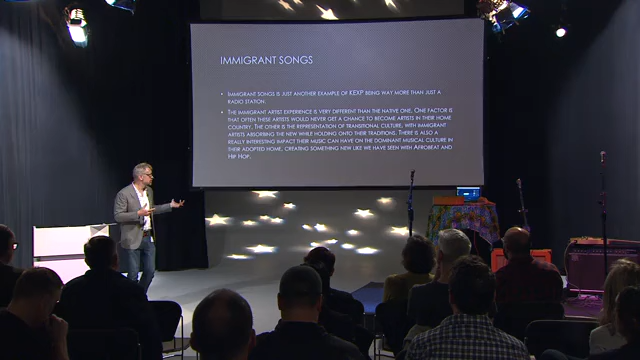 IMMIGRANT SONGS
IMMIGRANT SONGS IS JUST ANOTHER EXAMPLE OF KEXP BEING WAY MORE THAN JUST A
RADIO STATION
THE IMMIGRANT ARTIST EXPERIENCE IS VERY DIFFERENT THAN THE NATIVE ONE. ONE FACTOR IS
THAT OFTEN THESE ARTISTS WOULD NEVER GET A CHANCE TO BECOME ARTISTS IN THEIR HOME
COUNTRY. THE OTHER IS THE REPRESENTATION OF TRANSITIONAL CULTURE, WITH IMMIGRANT
ARTISTS ABSORBING THE NEW WHILE HOLDING ONTO THEIR TRADITIONS. THERE IS ALSO A
REALLY INTERESTING IMPACT THEIR MUSIC CAN HAVE ON THE DOMINANT MUSICAL CULTURE IN
THEIR ADOPTED HOME, CREATING SOMETHING NEW LIKE WE HAVE SEEN WITH AFROBEAT AND
HIP HOP.